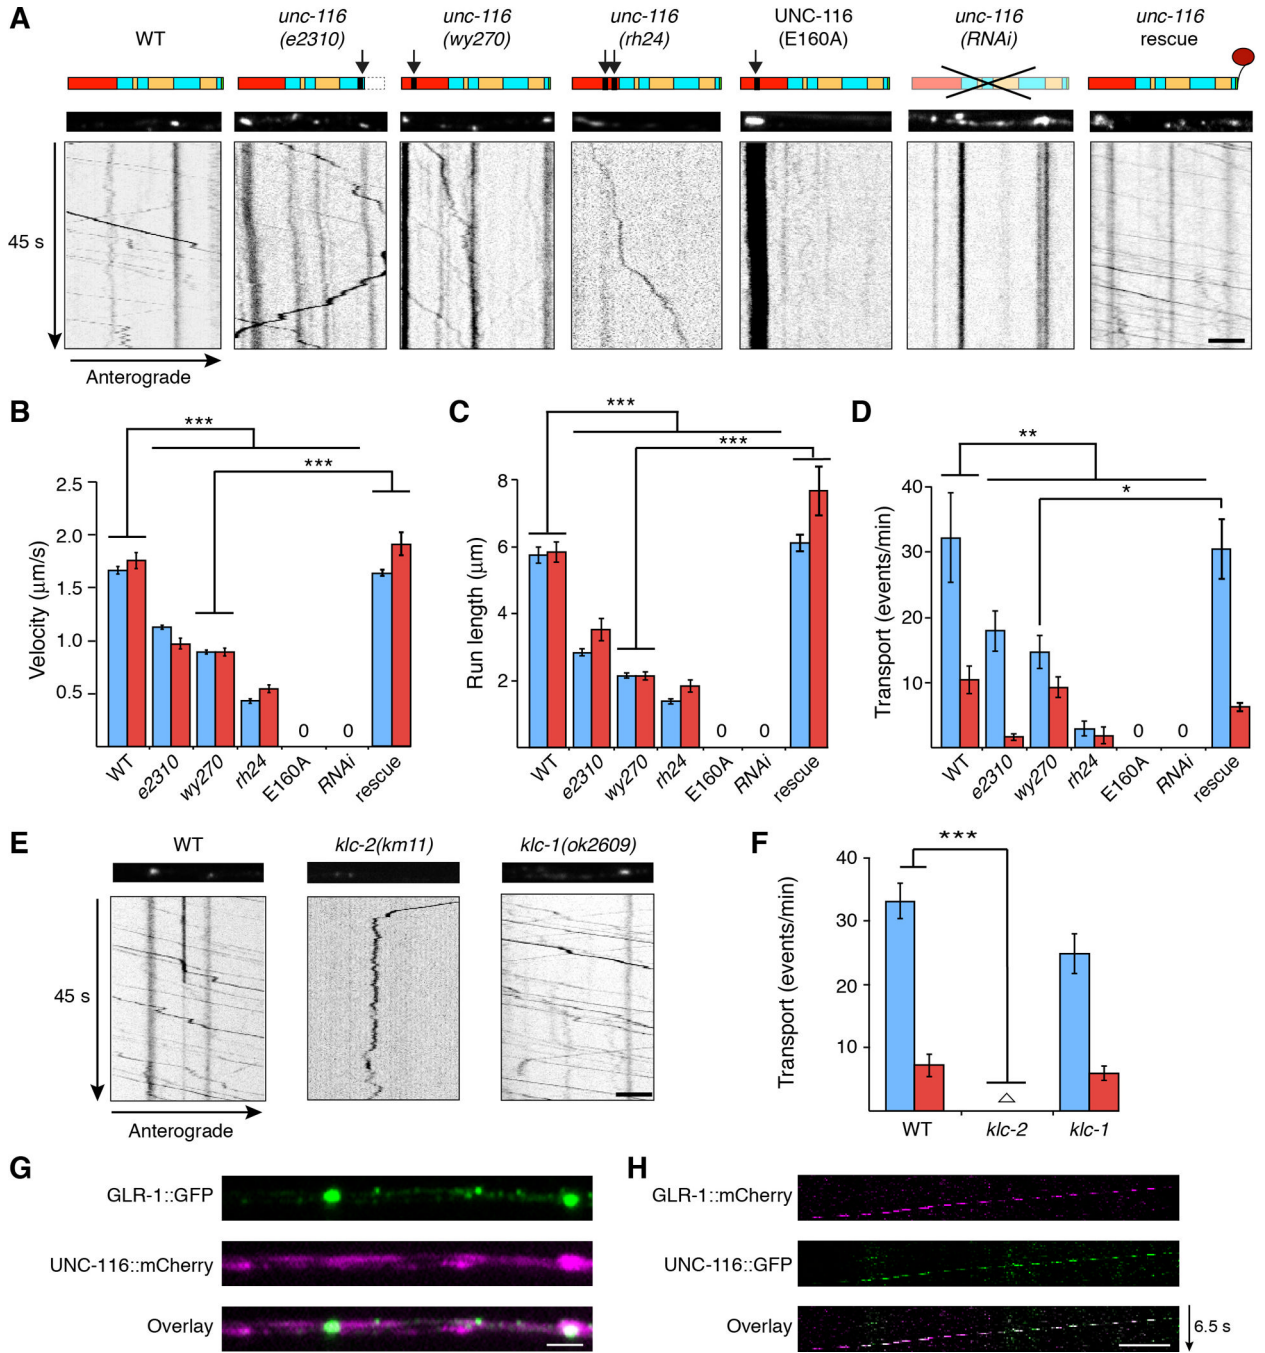 A
WT
unc-116
(e2310)
unc-116
(wy270)
unc-116
(rh24)
UNC-116
(E160A)
unc-116
(RNAi)
unc-116
rescue
45 s
Anterograde
B
***
***
Velocity (µm/s)
2.5
2.0
1.5
1.0
0.5
0
0
WT
e2310
wy270
rh24
E160A
RNAi
rescue
C
***
***
Run length (µm)
8
6
4
2
0
0
WT
e2310
wy270
rh24
E160A
RNAi
rescue
D
**
*
Transport (events/min)
40
30
20
10
0
0
WT
e2310
wy270
rh24
E160A
RNAi
rescue
E
WT
klc-2(km11)
klc-1(ok2609)
45 s
Anterograde
F
***
Transport (events/min)
40
30
20
10
WT
klc-2
klc-1
G
GLR-1::GFP
UNC-116::mCherry
Overlay
H
GLR-1::mCherry
UNC-116::GFP
Overlay
6.5 s